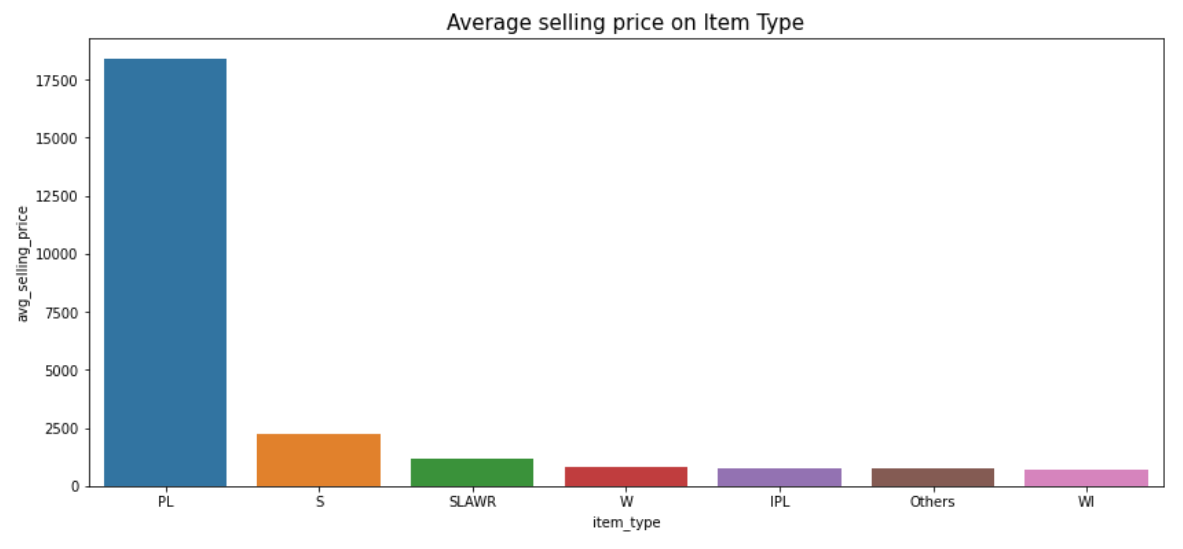 Average selling price on Item Type
avg_selling_price
17500
15000
12500
10000
7500
5000
2500
0
PL S SLAWR W IPL Others WI
item_type